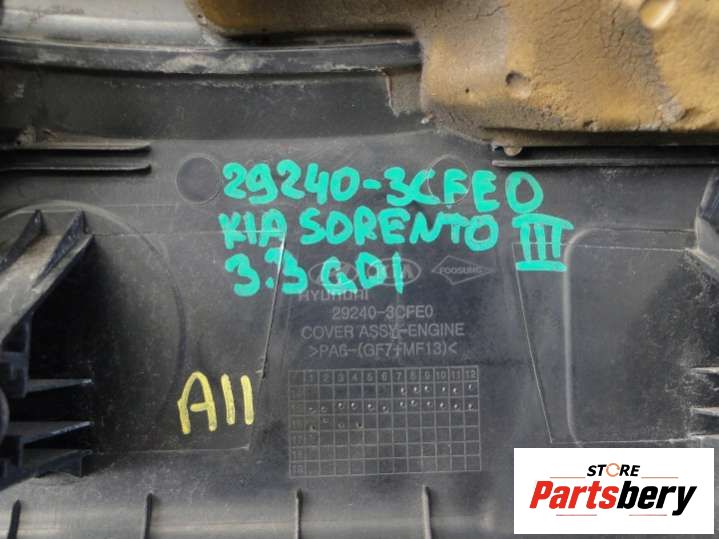 29240-3CFE0
KIA SORENTO III
3.3 GDI
HYUNDAI KIA FOOSUNG
29240-3CFE0
COVER ASSY-ENGINE
>PA6-(GF7+MF13)<
1 2 3 4 5 6 7 8 9 10 11 12
A11
STORE
Partsbery